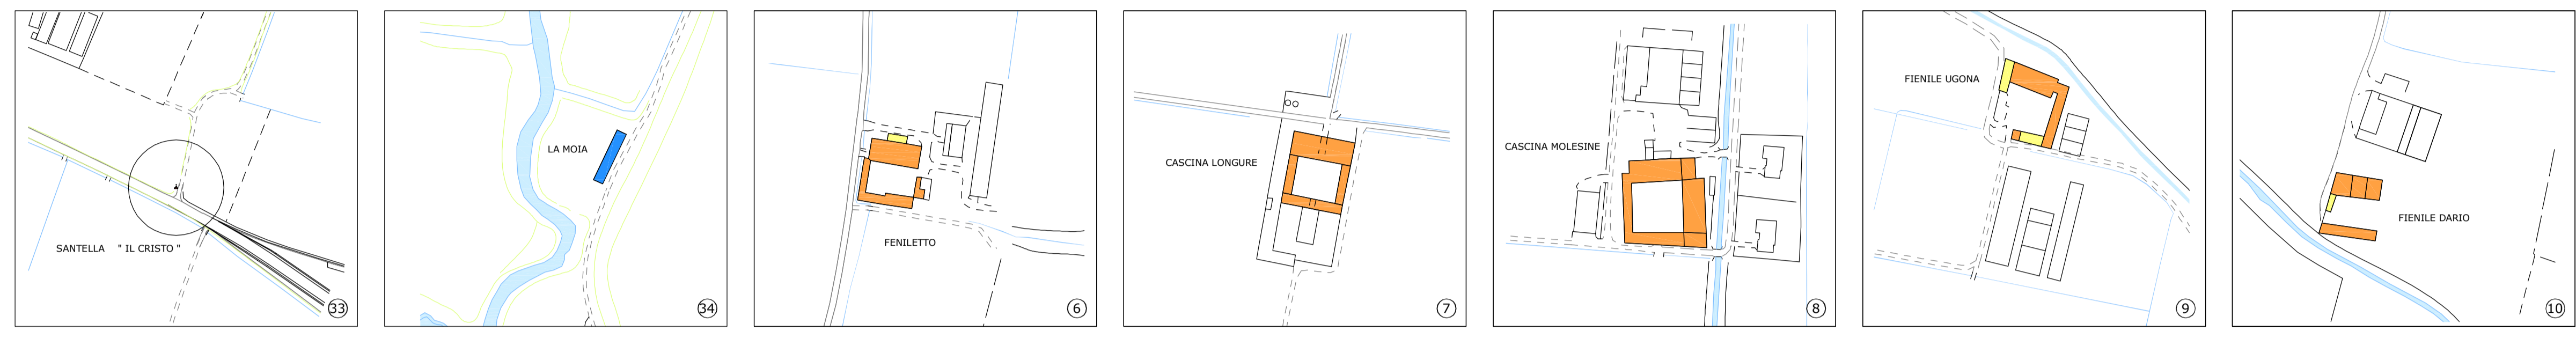 SANTELLA " IL CRISTO "
33
LA MOIA
34
FENILETTO
6
CASCINA LONGURE
7
CASCINA MOLESINE
8
FIENILE UGONA
9
FIENILE DARIO
10